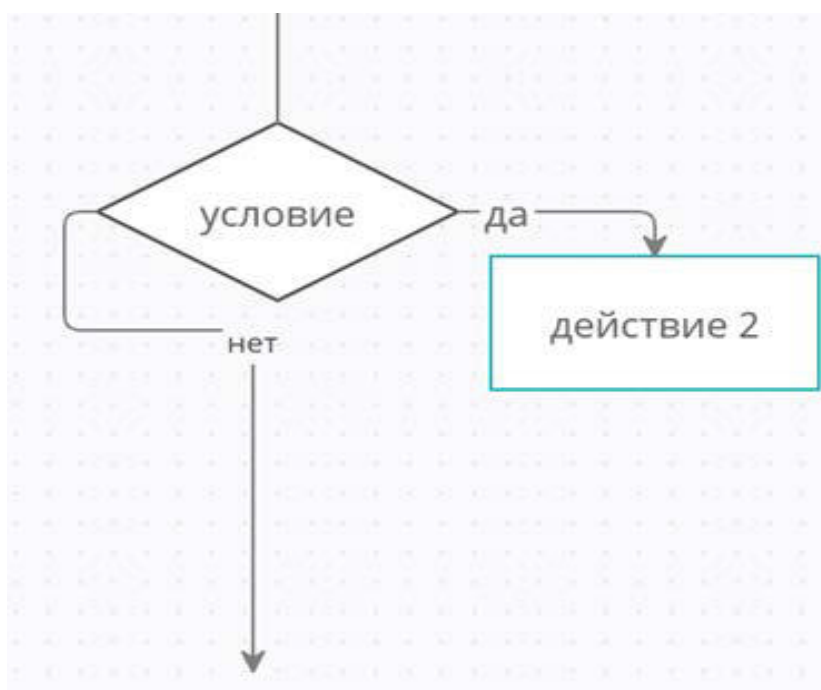 условие
да
действие 2
нет